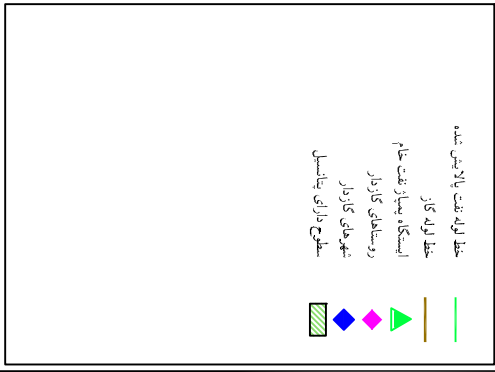 خط لوله نفت پالایش شده
خط لوله گاز
ایستگاه پمپاژ نفت خام
روستاهای گازدار
شهرهای گازدار
سطوح دارای پتانسیل